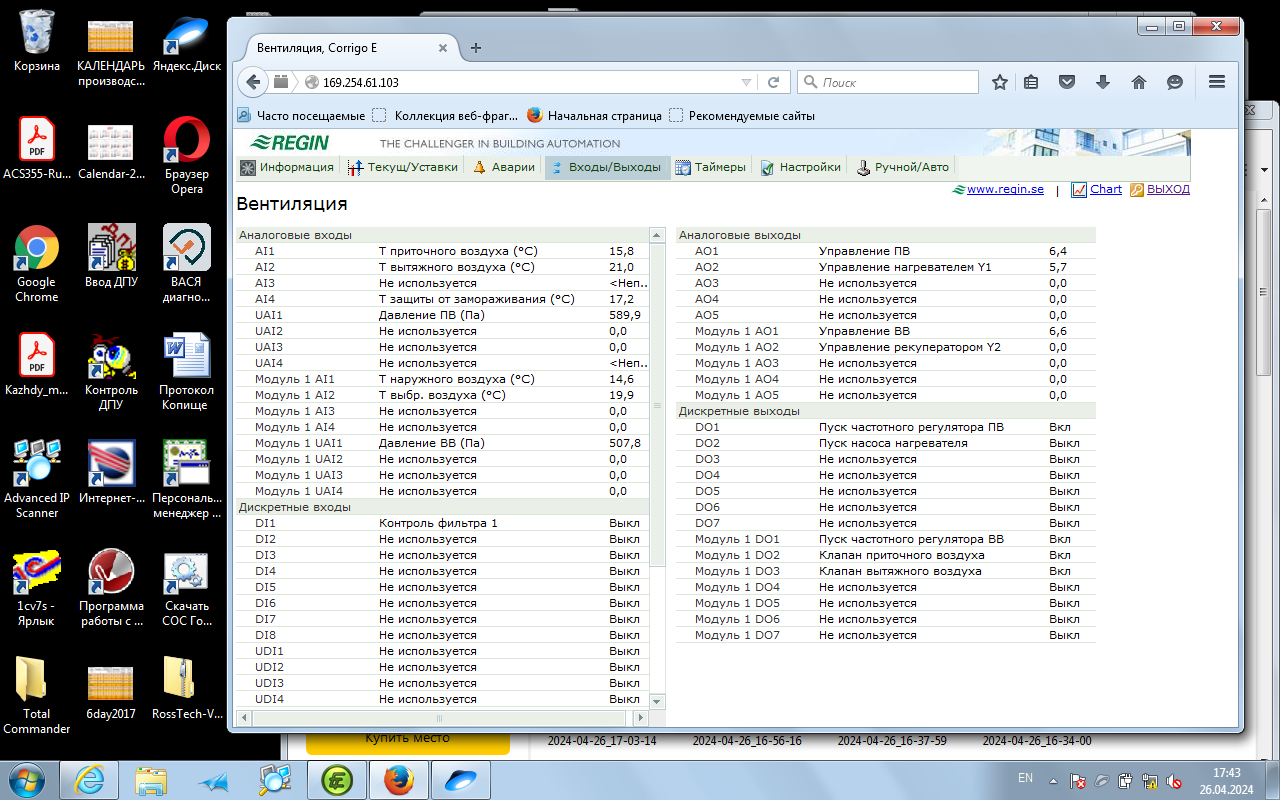 Корзина
КАЛЕНДАРЬ производс...
Яндекс.Диск
ACS355-Ru...
Calendar-2...
Браузер Opera
Google Chrome
Ввод ДПУ
ВАСЯ диагно...
Kazhdy_m...
Контроль ДПУ
Протокол Копище
Advanced IP Scanner
Интернет-...
Персональ... менеджер ...
1cv7s - Ярлык
Программа работы с ...
Скачать СОС Го...
Total Commander
6day2017
RossTech-V...
Вентиляция, Corrigo E
169.254.61.103
Поиск
Часто посещаемые
Коллекция веб-фраг...
Начальная страница
Рекомендуемые сайты
REGIN
THE CHALLENGER IN BUILDING AUTOMATION
Информация
Текущ/Уставки
Аварии
Входы/Выходы
Таймеры
Настройки
Ручной/Авто
www.regin.se | Chart ВЫХОД
Вентиляция
Аналоговые входы
AI1 Т приточного воздуха (°C) 15,8
AI2 Т вытяжного воздуха (°C) 21,0
AI3 Не используется <Неп..
AI4 Т защиты от замораживания (°C) 17,2
UAI1 Давление ПВ (Па) 589,9
UAI2 Не используется 0,0
UAI3 Не используется 0,0
UAI4 Не используется <Неп..
Модуль 1 AI1 Т наружного воздуха (°C) 14,6
Модуль 1 AI2 Т выбр. воздуха (°C) 19,9
Модуль 1 AI3 Не используется 0,0
Модуль 1 AI4 Не используется 0,0
Модуль 1 UAI1 Давление ВВ (Па) 507,8
Модуль 1 UAI2 Не используется 0,0
Модуль 1 UAI3 Не используется 0,0
Модуль 1 UAI4 Не используется 0,0
Дискретные входы
DI1 Контроль фильтра 1 Выкл
DI2 Не используется Выкл
DI3 Не используется Выкл
DI4 Не используется Выкл
DI5 Не используется Выкл
DI6 Не используется Выкл
DI7 Не используется Выкл
DI8 Не используется Выкл
UDI1 Не используется Выкл
UDI2 Не используется Выкл
UDI3 Не используется Выкл
UDI4 Не используется Выкл
Аналоговые выходы
AO1 Управление ПВ 6,4
AO2 Управление нагревателем Y1 5,7
AO3 Не используется 0,0
AO4 Не используется 0,0
AO5 Не используется 0,0
Модуль 1 AO1 Управление ВВ 6,6
Модуль 1 AO2 Управление рекуператором Y2 0,0
Модуль 1 AO3 Не используется 0,0
Модуль 1 AO4 Не используется 0,0
Модуль 1 AO5 Не используется 0,0
Дискретные выходы
DO1 Пуск частотного регулятора ПВ Вкл
DO2 Пуск насоса нагревателя Выкл
DO3 Не используется Выкл
DO4 Не используется Выкл
DO5 Не используется Выкл
DO6 Не используется Выкл
DO7 Не используется Выкл
Модуль 1 DO1 Пуск частотного регулятора ВВ Вкл
Модуль 1 DO2 Клапан приточного воздуха Вкл
Модуль 1 DO3 Клапан вытяжного воздуха Вкл
Модуль 1 DO4 Не используется Выкл
Модуль 1 DO5 Не используется Выкл
Модуль 1 DO6 Не используется Выкл
Модуль 1 DO7 Не используется Выкл
Купить место
2024-04-26_17-03-14
2024-04-26_16-56-16
2024-04-26_16-37-59
2024-04-26_16-34-00
EN
17:43
26.04.2024